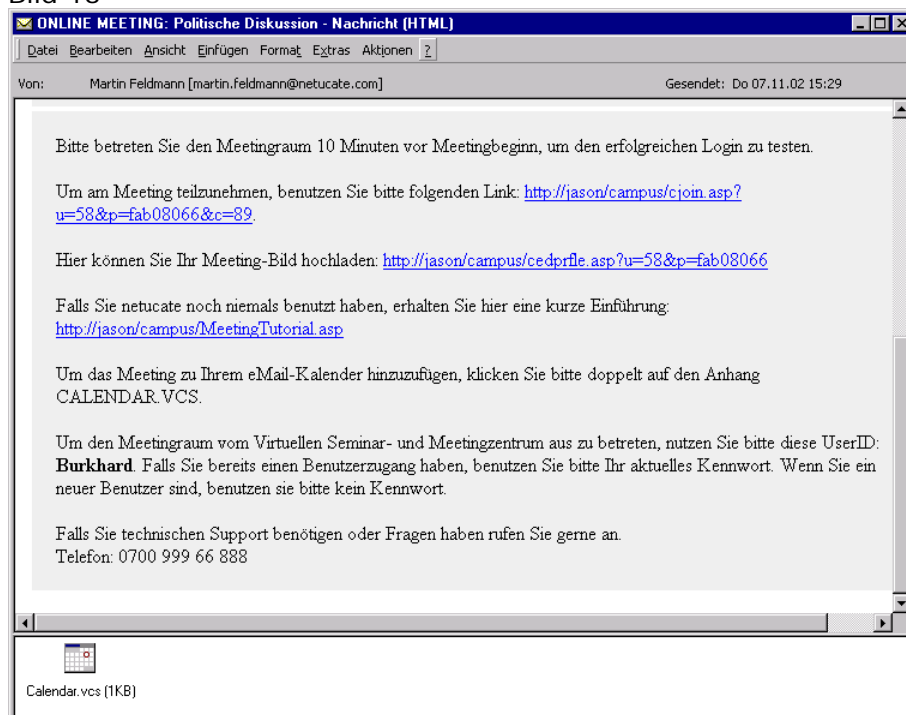 ONLINE MEETING: Politische Diskussion - Nachricht (HTML)
Datei Bearbeiten Ansicht Einfügen Format Extras Aktionen ?
Von: Martin Feldmann [martin.feldmann@netucate.com] Gesendet: Do 07.11.02 15:29
Bitte betreten Sie den Meetingraum 10 Minuten vor Meetingbeginn, um den erfolgreichen Login zu testen.
Um am Meeting teilzunehmen, benutzen Sie bitte folgenden Link: http://jason/campus/cjoin.asp?
u=58&p=fab08066&c=89.
Hier können Sie Ihr Meeting-Bild hochladen: http://jason/campus/cedprfle.asp?u=58&p=fab08066
Falls Sie netucate noch niemals benutzt haben, erhalten Sie hier eine kurze Einführung:
http://jason/campus/MeetingTutorial.asp
Um das Meeting zu Ihrem eMail-Kalender hinzuzufügen, klicken Sie bitte doppelt auf den Anhang
CALENDAR.VCS.
Um den Meetingraum vom Virtuellen Seminar- und Meetingzentrum aus zu betreten, nutzen Sie bitte diese UserID:
Burkhard. Falls Sie bereits einen Benutzerzugang haben, benutzen Sie bitte Ihr aktuelles Kennwort. Wenn Sie ein
neuer Benutzer sind, benutzen sie bitte kein Kennwort.
Falls Sie technischen Support benötigen oder Fragen haben rufen Sie gerne an.
Telefon: 0700 999 66 888
Calendar.vcs (1KB)